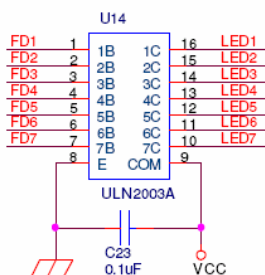 U14
FD1 1 1B 1C 16 LED1
FD2 2 2B 2C 15 LED2
FD3 3 3B 3C 14 LED3
FD4 4 4B 4C 13 LED4
FD5 5 5B 5C 12 LED5
FD6 6 6B 6C 11 LED6
FD7 7 7B 7C 10 LED7
8 E COM 9
ULN2003A
C23
0.1uF
VCC